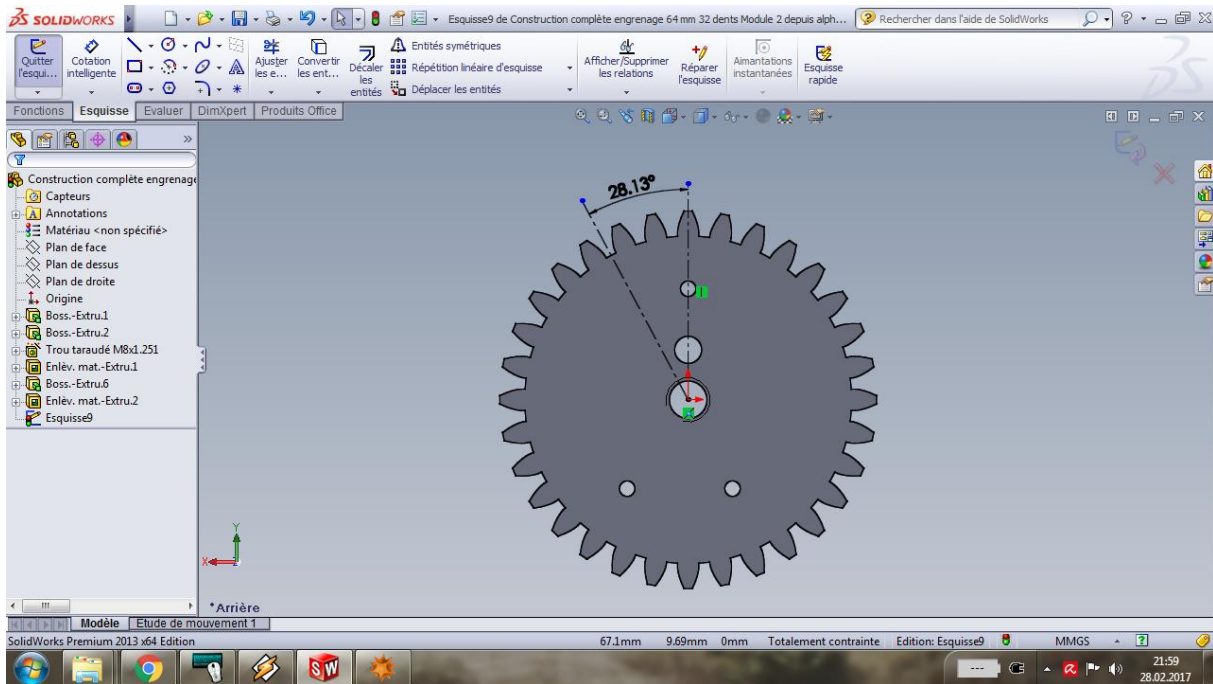 SOLIDWORKS
Esquisse9 de Construction complète engrenage 64 mm 32 dents Module 2 depuis alph...
Rechercher dans l'aide de SolidWorks
Quitter l'esqui...
Cotation intelligente
Ajuster les e...
Convertir les ent...
Décaler les entités
Entités symétriques
Répétition linéaire d'esquisse
Déplacer les entités
Afficher/Supprimer les relations
Réparer l'esquisse
Aimantations instantanées
Esquisse rapide
Fonctions Esquisse Evaluer DimXpert Produits Office
Construction complète engrenage
Capteurs
Annotations
Matériau <non spécifié>
Plan de face
Plan de dessus
Plan de droite
Origine
Boss.-Extru.1
Boss.-Extru.2
Trou taraudé M8x1.251
Enlèv. mat.-Extru.1
Boss.-Extru.6
Enlèv. mat.-Extru.2
Esquisse9
28.13°
Y
X
*Arrière
Modèle Etude de mouvement 1
SolidWorks Premium 2013 x64 Edition 67.1mm 9.69mm 0mm Totalement contrainte Edition: Esquisse9 MMGS
SW
21:59
28.02.2017